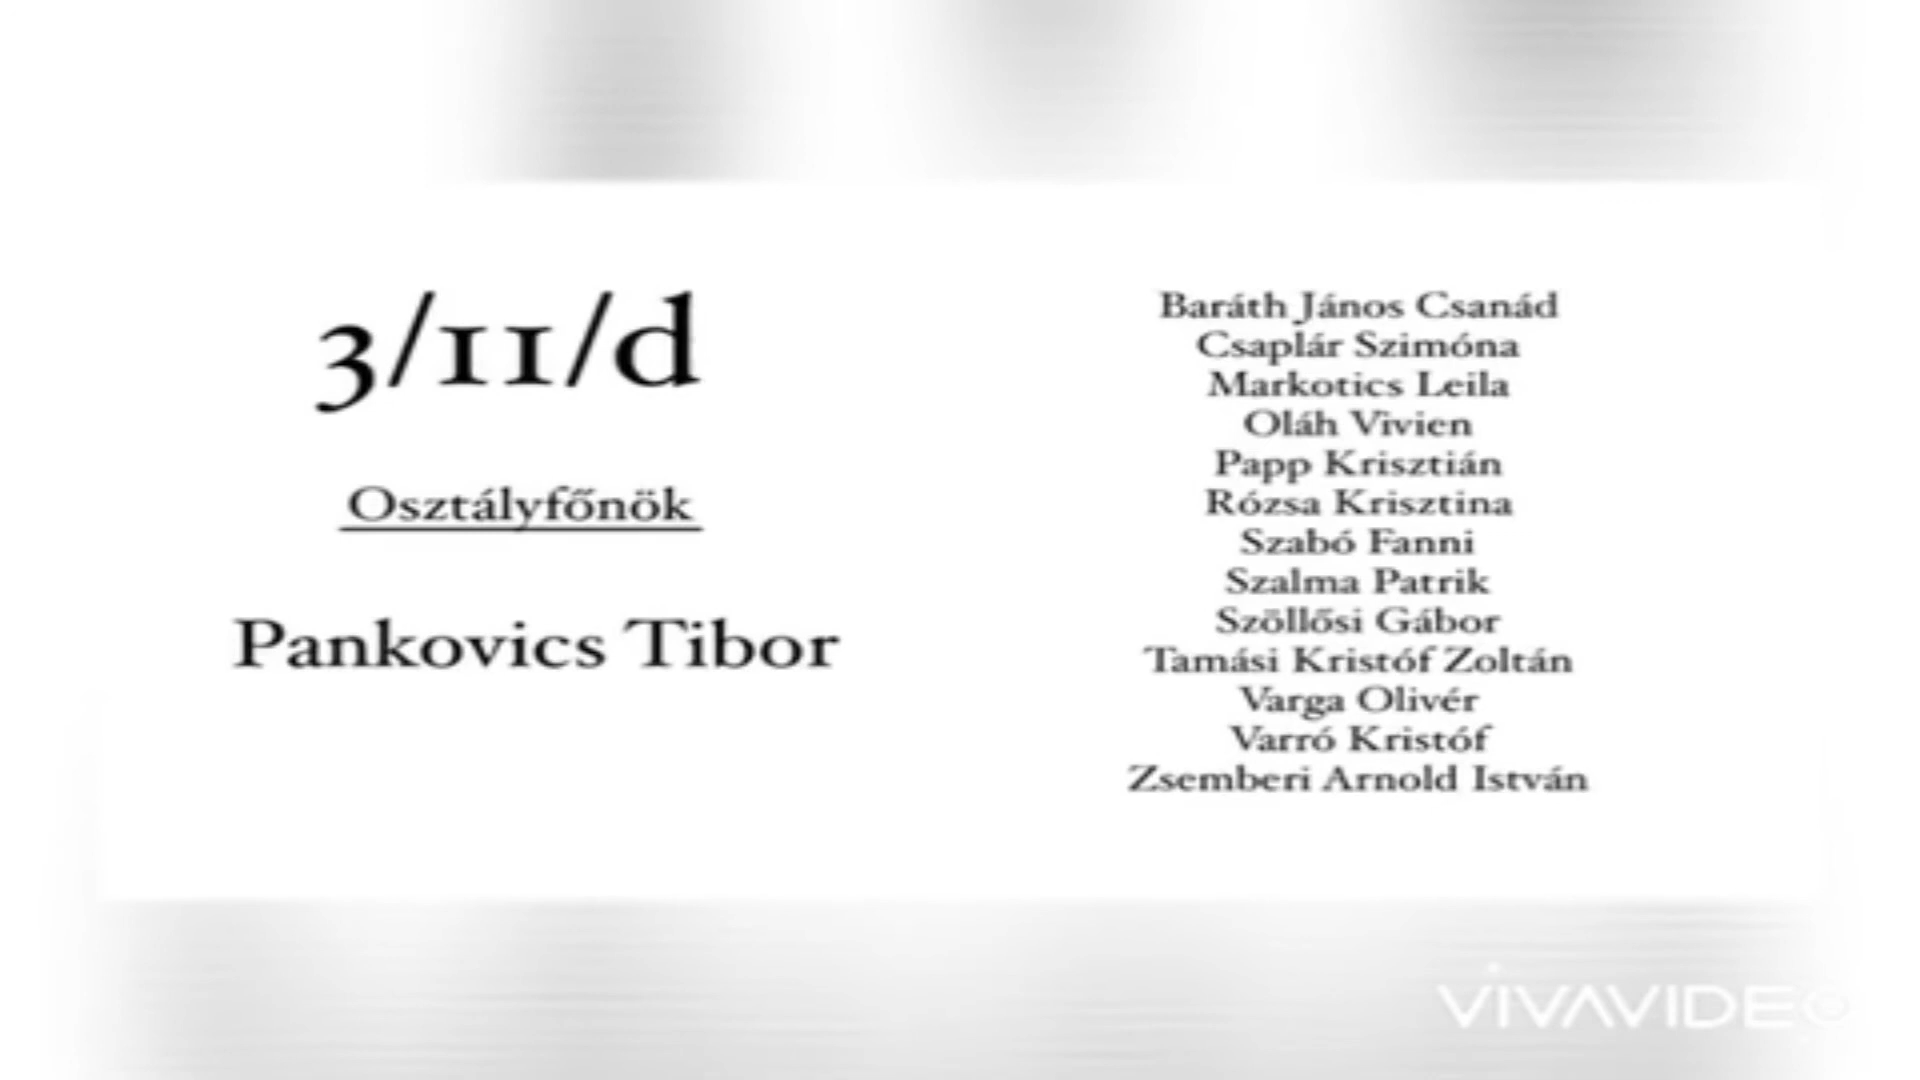 3/11/d
Osztályfőnök
Pankovics Tibor
Baráth János Csanád
Csaplár Szimóna
Markotics Leila
Oláh Vivien
Papp Krisztián
Rózsa Krisztina
Szabó Fanni
Szalma Patrik
Szöllősi Gábor
Tamási Kristóf Zoltán
Varga Olivér
Varró Kristóf
Zsemberi Arnold István
VIVAVIDEO